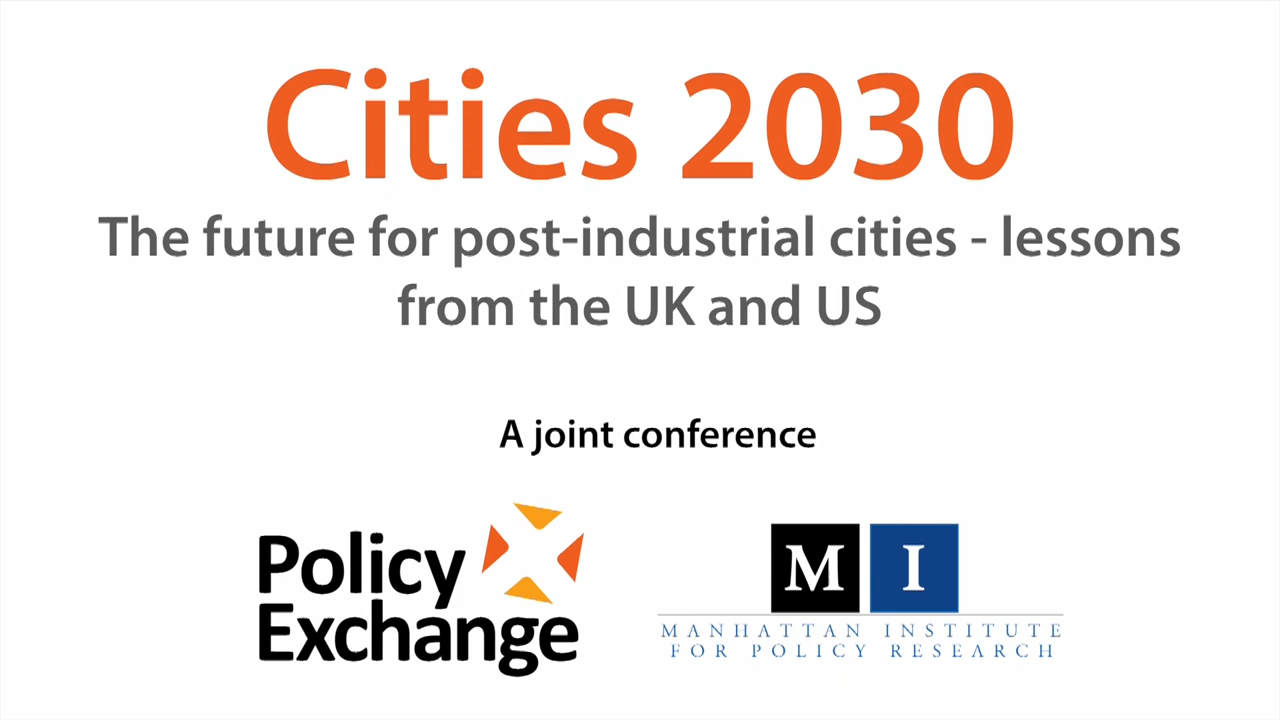 Cities 2030
The future for post-industrial cities - lessons
from the UK and US
A joint conference
Policy
Exchange
M I
MANHATTAN INSTITUTE
FOR POLICY RESEARCH